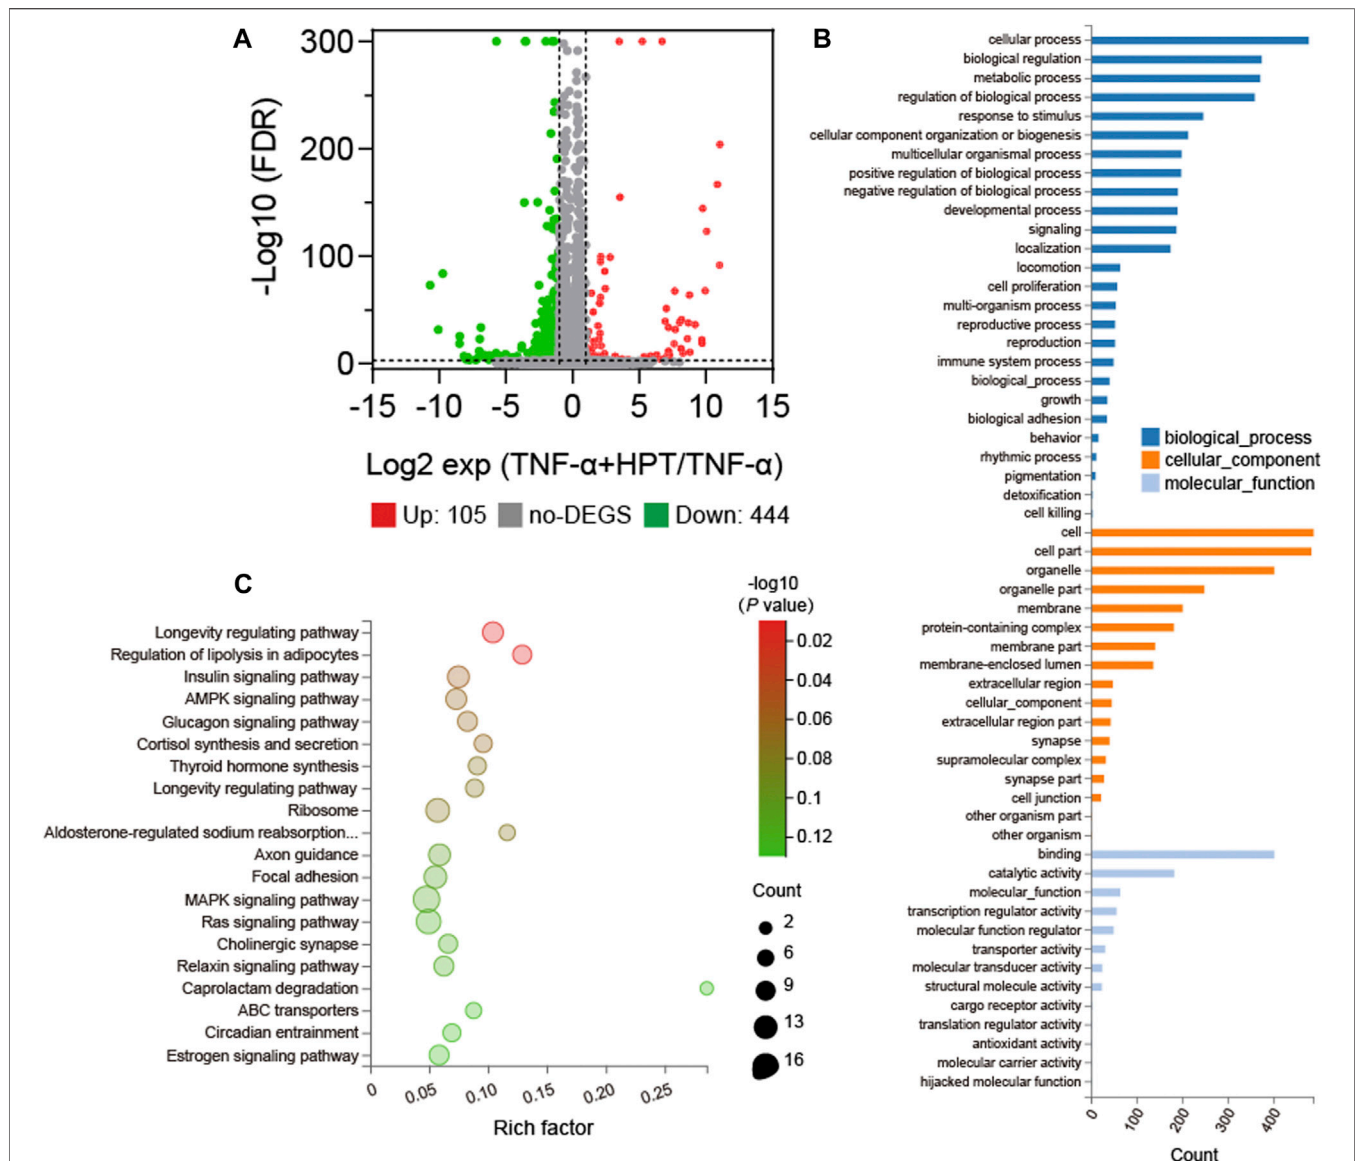 A
300
200
100
0
-15 -10 -5 0 5 10 15
-Log10 (FDR)
Log2 exp (TNF-α+HPT/TNF-α)
Up: 105 no-DEGS Down: 444
B
cellular process
biological regulation
metabolic process
regulation of biological process
response to stimulus
cellular component organization or biogenesis
multicellular organismal process
positive regulation of biological process
negative regulation of biological process
developmental process
signaling
localization
locomotion
cell proliferation
multi-organism process
reproductive process
reproduction
immune system process
biological_process
growth
biological adhesion
behavior
rhythmic process
pigmentation
detoxification
cell killing
cell
cell part
organelle
organelle part
membrane
protein-containing complex
membrane part
membrane-enclosed lumen
extracellular region
cellular_component
extracellular region part
synapse
supramolecular complex
synapse part
cell junction
other organism part
other organism
binding
catalytic activity
molecular_function
transcription regulator activity
molecular function regulator
transporter activity
molecular transducer activity
structural molecule activity
cargo receptor activity
translation regulator activity
antioxidant activity
molecular carrier activity
hijacked molecular function
0 100 200 300 400
Count
biological_process
cellular_component
molecular_function
C
Longevity regulating pathway
Regulation of lipolysis in adipocytes
Insulin signaling pathway
AMPK signaling pathway
Glucagon signaling pathway
Cortisol synthesis and secretion
Thyroid hormone synthesis
Longevity regulating pathway
Ribosome
Aldosterone-regulated sodium reabsorption...
Axon guidance
Focal adhesion
MAPK signaling pathway
Ras signaling pathway
Cholinergic synapse
Relaxin signaling pathway
Caprolactam degradation
ABC transporters
Circadian entrainment
Estrogen signaling pathway
0 0.05 0.10 0.15 0.20 0.25
Rich factor
-log10
(P value)
0.02
0.04
0.06
0.08
0.1
0.12
Count
2
6
9
13
16